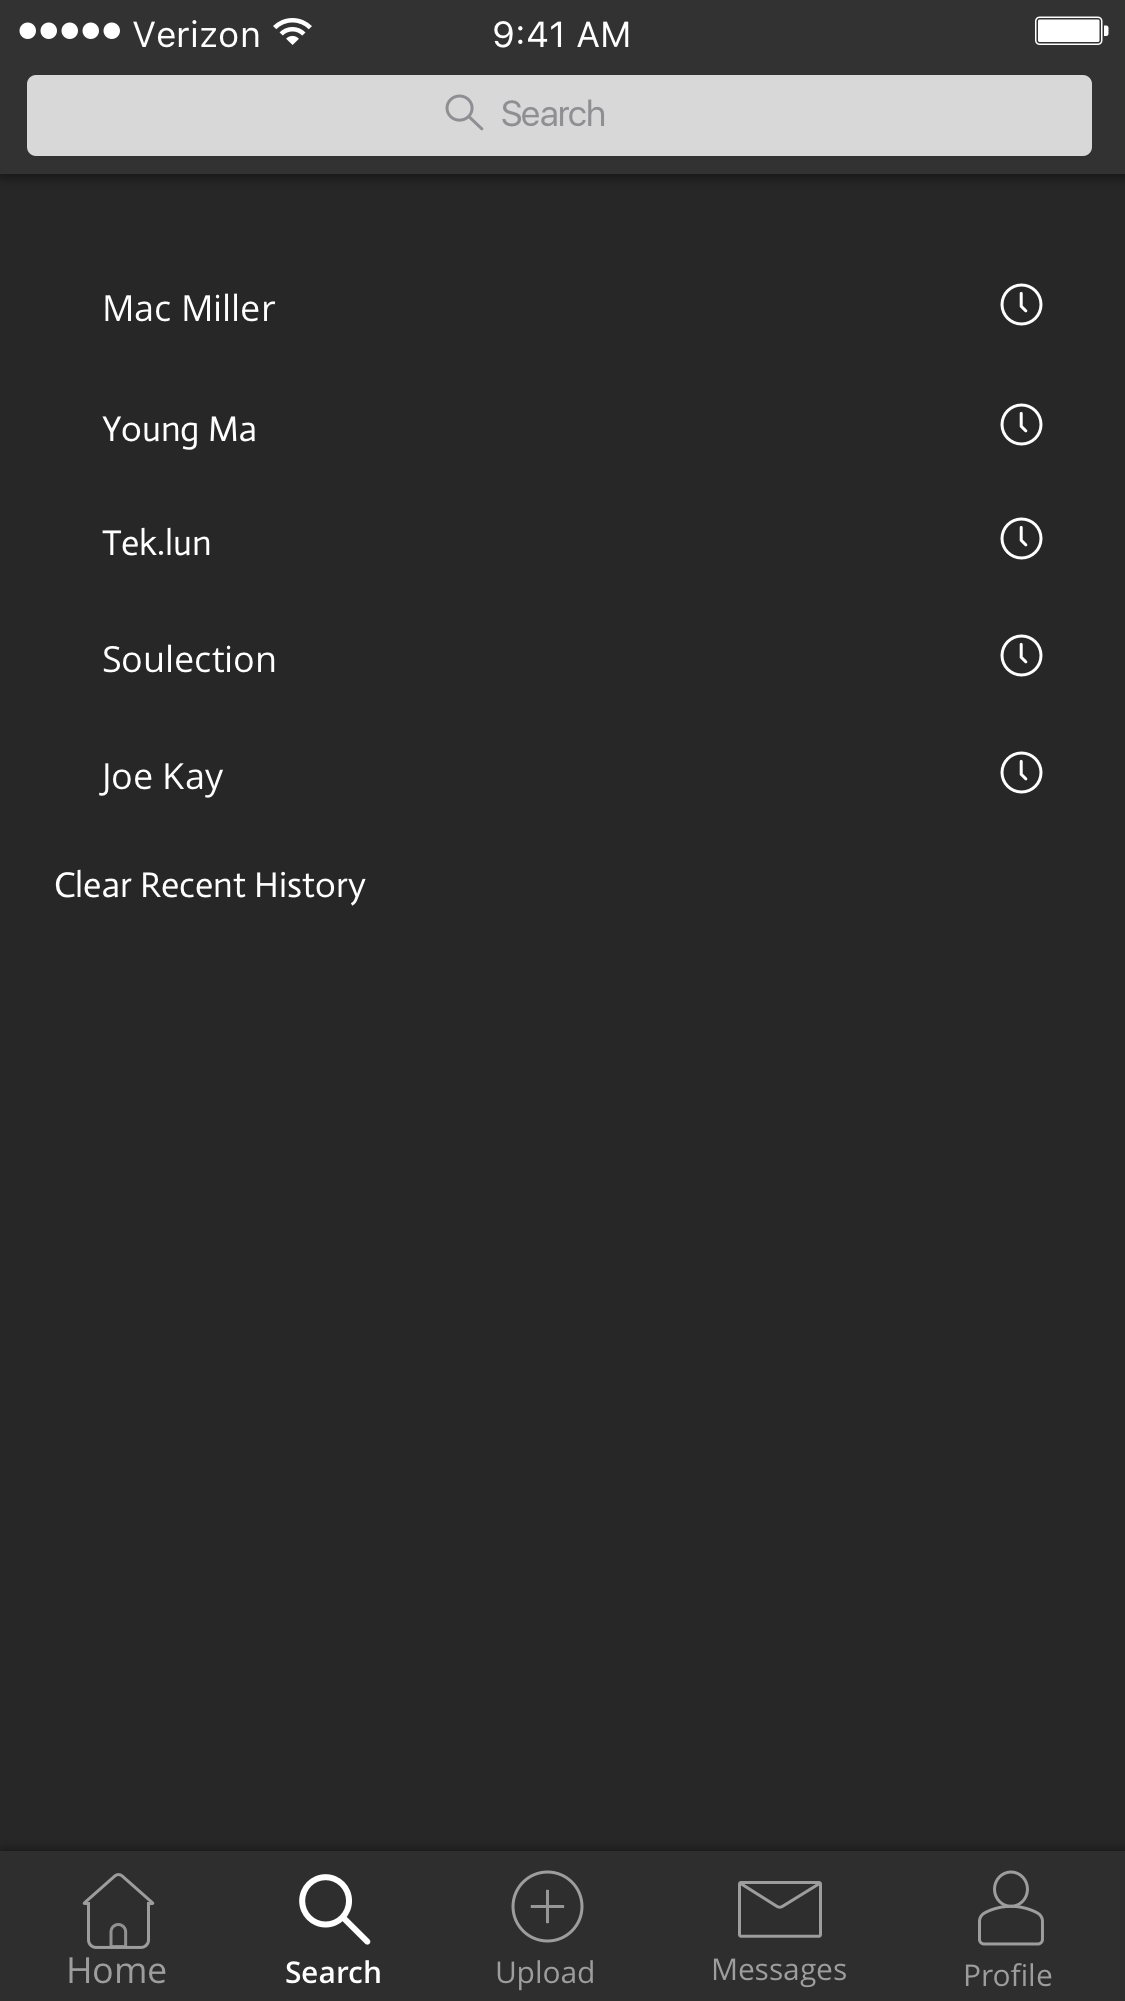 Verizon 9:41 AM
Search
Mac Miller
Young Ma
Tek.lun
Soulection
Joe Kay
Clear Recent History
Home Search Upload Messages Profile